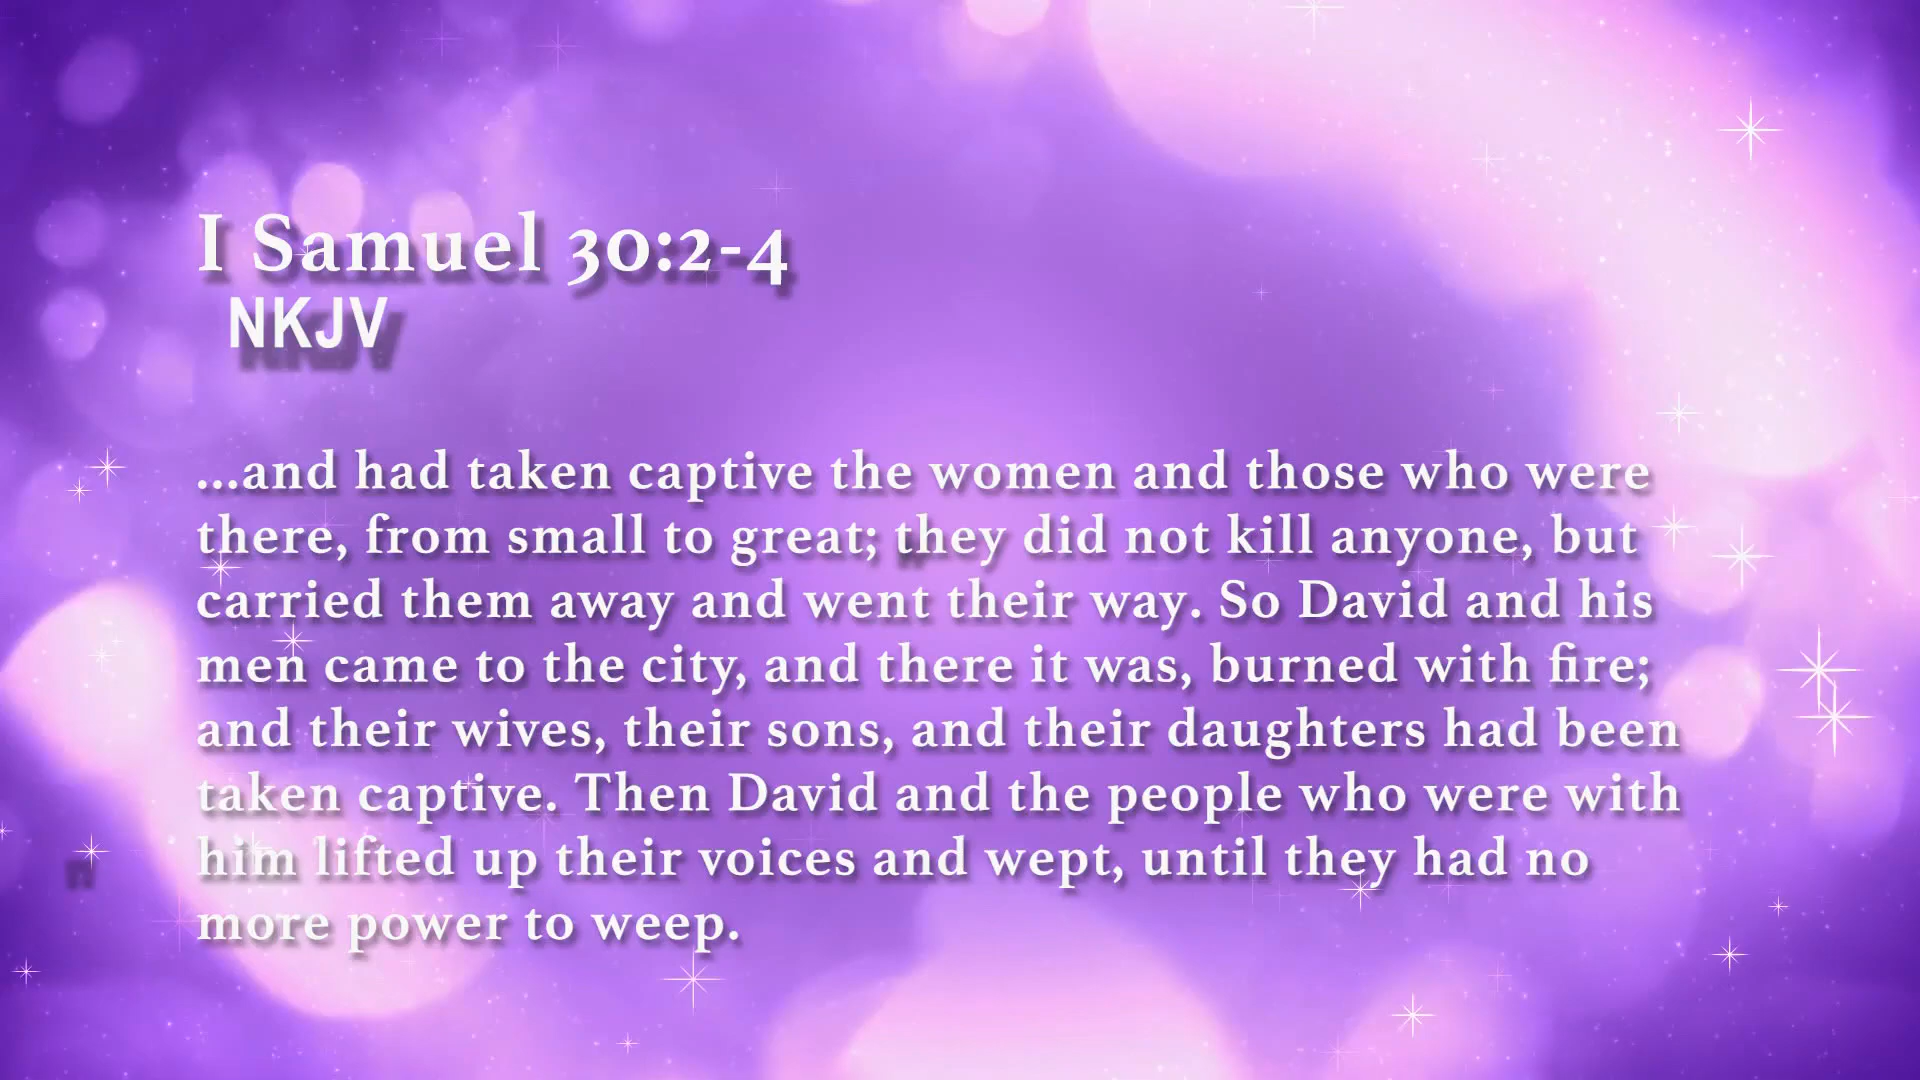 I Samuel 30:2-4
NKJV
...and had taken captive the women and those who were
there, from small to great; they did not kill anyone, but
carried them away and went their way. So David and his
men came to the city, and there it was, burned with fire;
and their wives, their sons, and their daughters had been
taken captive. Then David and the people who were with
him lifted up their voices and wept, until they had no
more power to weep.